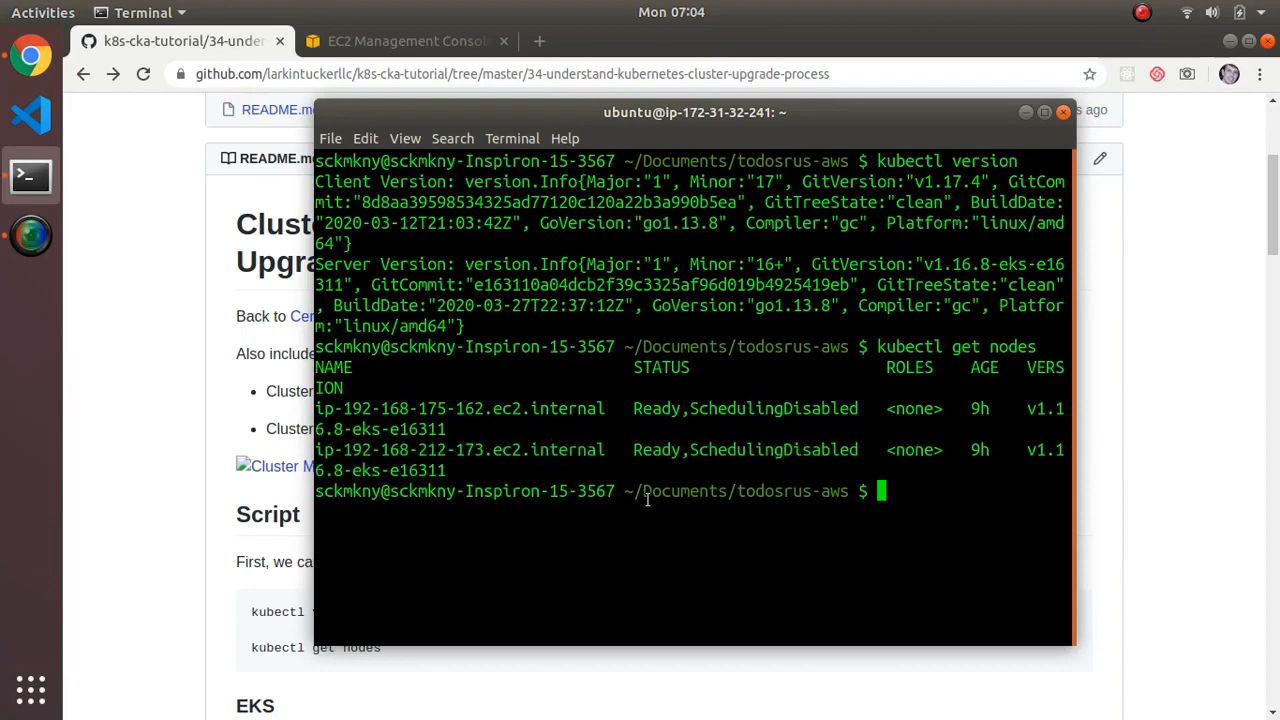 Activities
Terminal
Mon 07:04
k8s-cka-tutorial/34-unde
EC2 Management Consol
github.com/larkintuckerllc/k8s-cka-tutorial/tree/master/34-understand-kubernetes-cluster-upgrade-process
README.m
s ago
README.m
Cluste
Upgra
Back to Cer
Also include
Cluster
Cluster
Cluster M
Script
First, we ca
kubectl v
kubectl get nodes
EKS
ubuntu@ip-172-31-32-241: ~
File Edit View Search Terminal Help
sckmkny@sckmkny-Inspiron-15-3567 ~/Documents/todosrus-aws $ kubectl version
Client Version: version.Info{Major:"1", Minor:"17", GitVersion:"v1.17.4", GitCom
mit:"8d8aa39598534325ad77120c120a22b3a990b5ea", GitTreeState:"clean", BuildDate:
"2020-03-12T21:03:42Z", GoVersion:"go1.13.8", Compiler:"gc", Platform:"linux/amd
64"}
Server Version: version.Info{Major:"1", Minor:"16+", GitVersion:"v1.16.8-eks-e16
311", GitCommit:"e163110a04dcb2f39c3325af96d019b4925419eb", GitTreeState:"clean"
, BuildDate:"2020-03-27T22:37:12Z", GoVersion:"go1.13.8", Compiler:"gc", Platfor
m:"linux/amd64"}
sckmkny@sckmkny-Inspiron-15-3567 ~/Documents/todosrus-aws $ kubectl get nodes
NAME STATUS ROLES AGE VERS
ION
ip-192-168-175-162.ec2.internal Ready,SchedulingDisabled <none> 9h v1.1
6.8-eks-e16311
ip-192-168-212-173.ec2.internal Ready,SchedulingDisabled <none> 9h v1.1
6.8-eks-e16311
sckmkny@sckmkny-Inspiron-15-3567 ~/Documents/todosrus-aws $